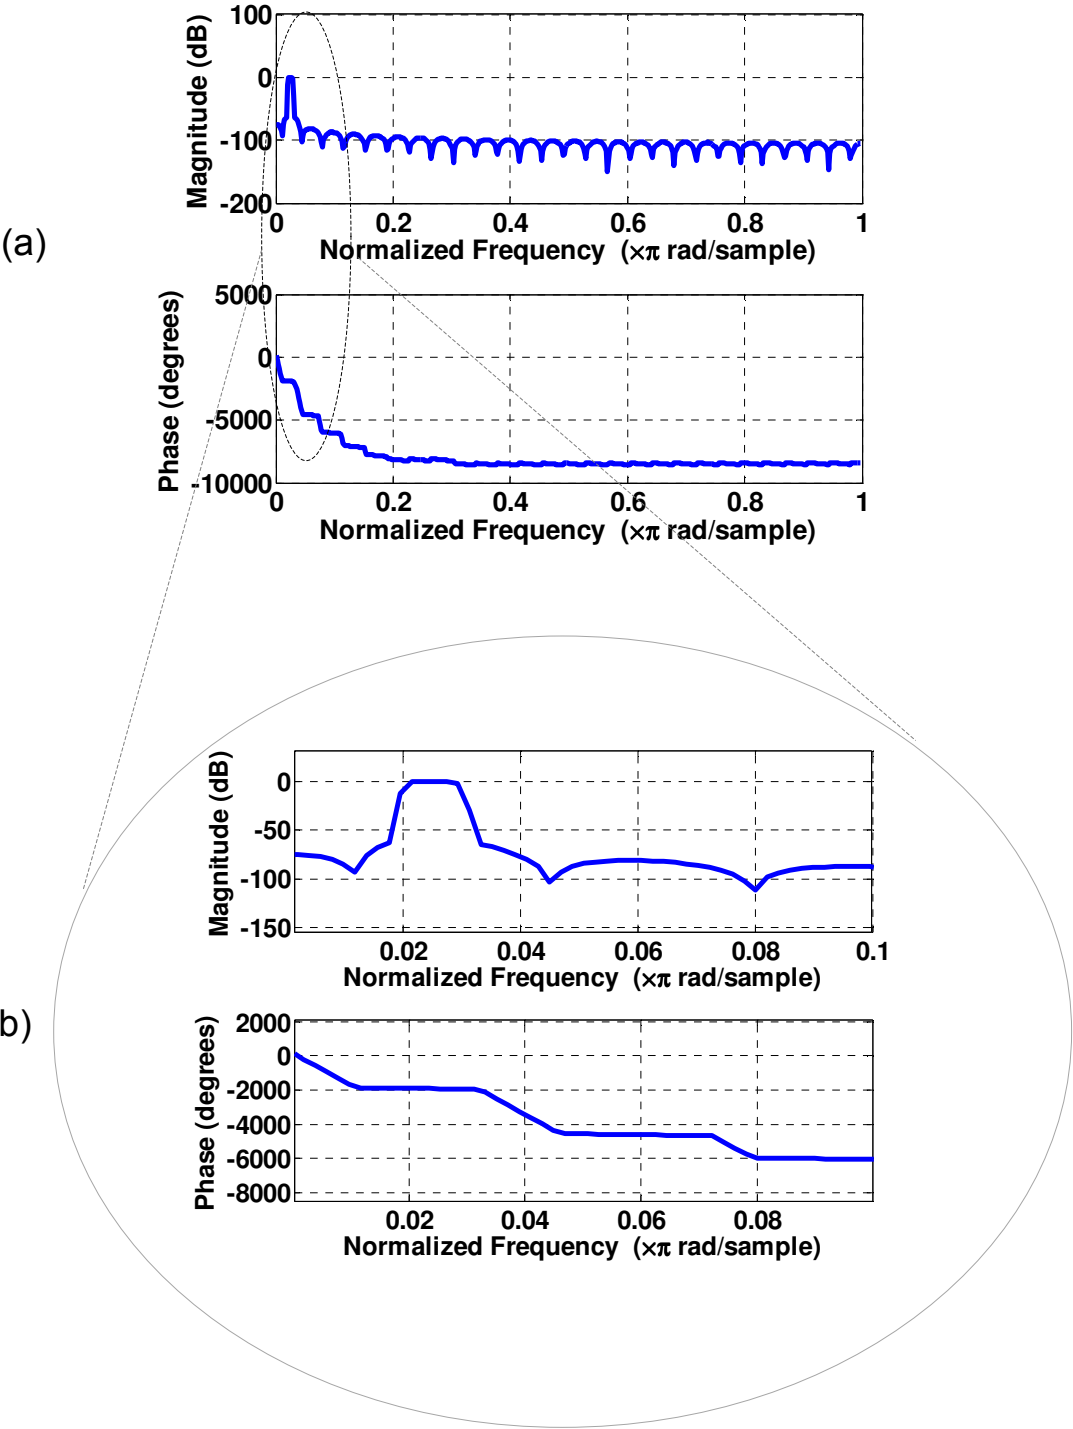 100
0
-100
-200
Magnitude (dB)
0 0.2 0.4 0.6 0.8 1
Normalized Frequency (×π rad/sample)
(a)
5000
0
-5000
-10000
Phase (degrees)
0 0.2 0.4 0.6 0.8 1
Normalized Frequency (×π rad/sample)
0
-50
-100
-150
Magnitude (dB)
0.02 0.04 0.06 0.08 0.1
Normalized Frequency (×π rad/sample)
b)
2000
0
-2000
-4000
-6000
-8000
Phase (degrees)
0.02 0.04 0.06 0.08
Normalized Frequency (×π rad/sample)